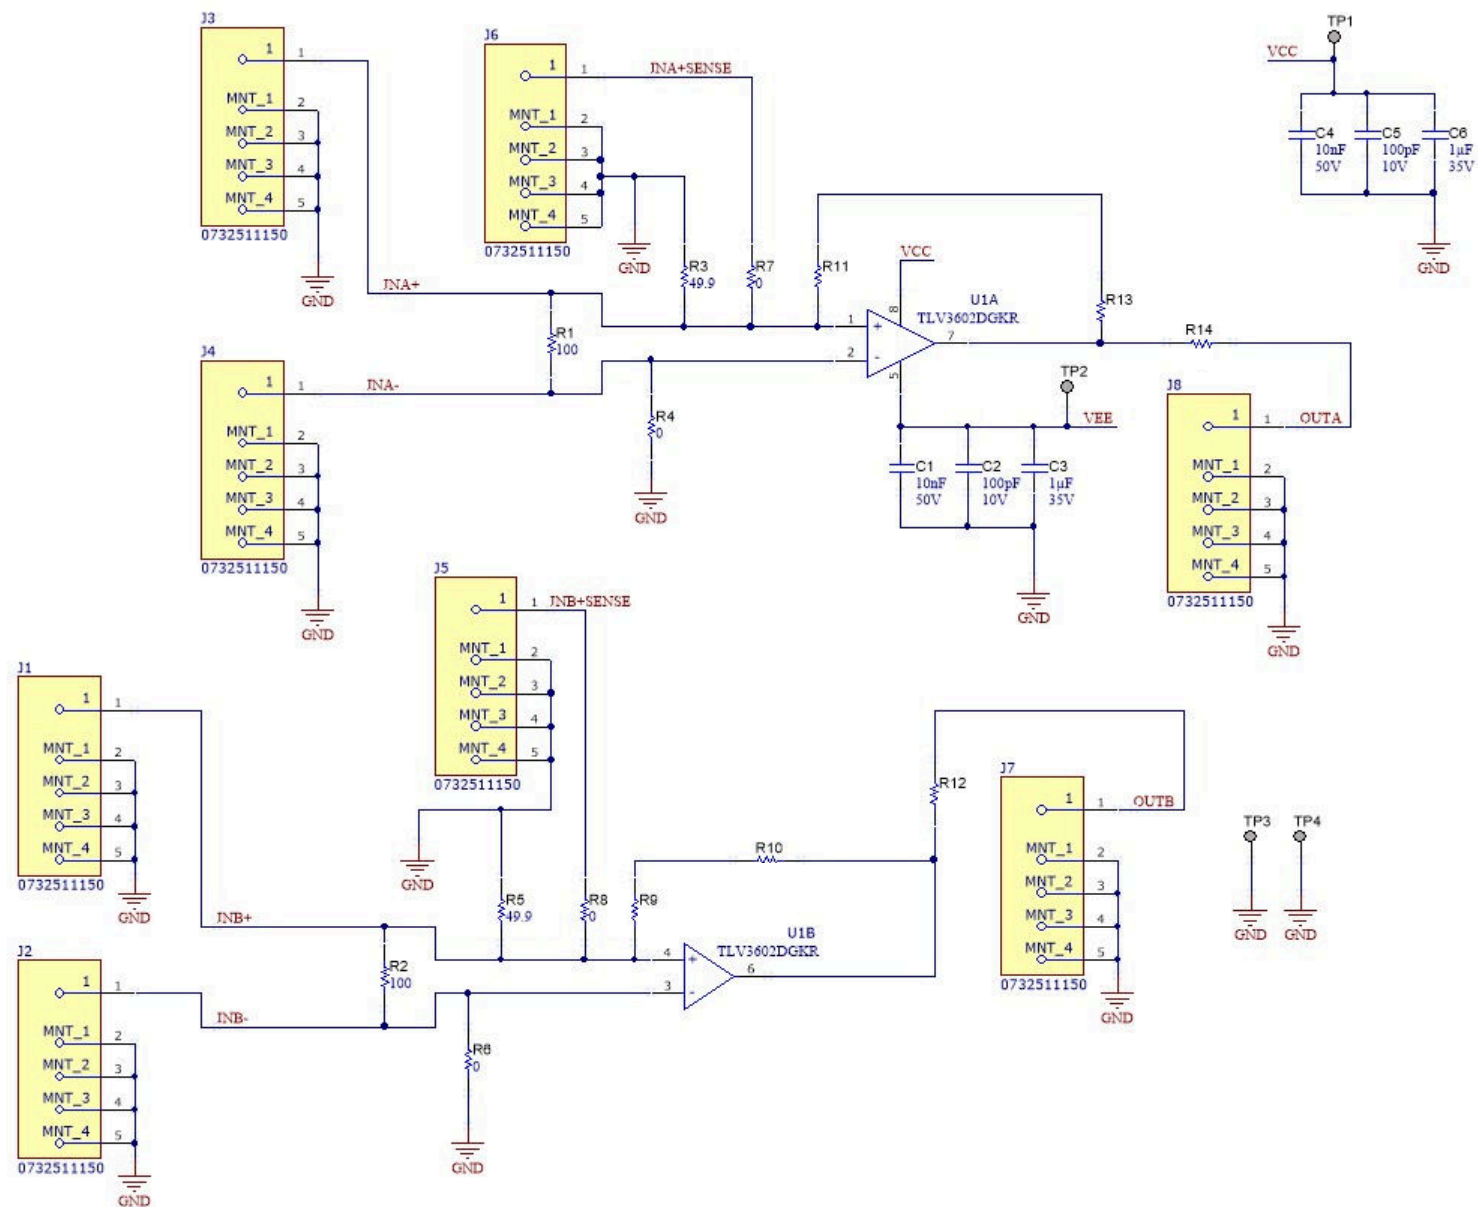 J3
1 1
MNT_1 2
MNT_2 3
MNT_3 4
MNT_4 5
0732511150
GND
J6
1 1
JNA+SENSE
MNT_1 2
MNT_2 3
MNT_3 4
MNT_4 5
0732511150
GND
TP1
VCC
C4
10nF
50V
C5
100pF
10V
C6
1µF
35V
GND
JNA+
R3
49.9
R7
0
R11
VCC
8
U1A
TLV3602DGKR
1 +
2 -
7
5
R13
R14
R1
100
J4
1 1
JNA-
MNT_1 2
MNT_2 3
MNT_3 4
MNT_4 5
0732511150
GND
R4
0
GND
TP2
VEE
C1
10nF
50V
C2
100pF
10V
C3
1µF
35V
GND
J8
1 1
OUTA
MNT_1 2
MNT_2 3
MNT_3 4
MNT_4 5
0732511150
GND
J5
1 1
JNB+SENSE
MNT_1 2
MNT_2 3
MNT_3 4
MNT_4 5
0732511150
GND
J1
1 1
MNT_1 2
MNT_2 3
MNT_3 4
MNT_4 5
0732511150
GND
JNB+
R5
49.9
R8
0
R9
R10
R12
U1B
TLV3602DGKR
4 +
3 -
6
J7
1 1
OUTB
MNT_1 2
MNT_2 3
MNT_3 4
MNT_4 5
0732511150
GND
TP3
GND
TP4
GND
J2
1 1
JNB-
MNT_1 2
MNT_2 3
MNT_3 4
MNT_4 5
0732511150
GND
R2
100
R6
0
GND